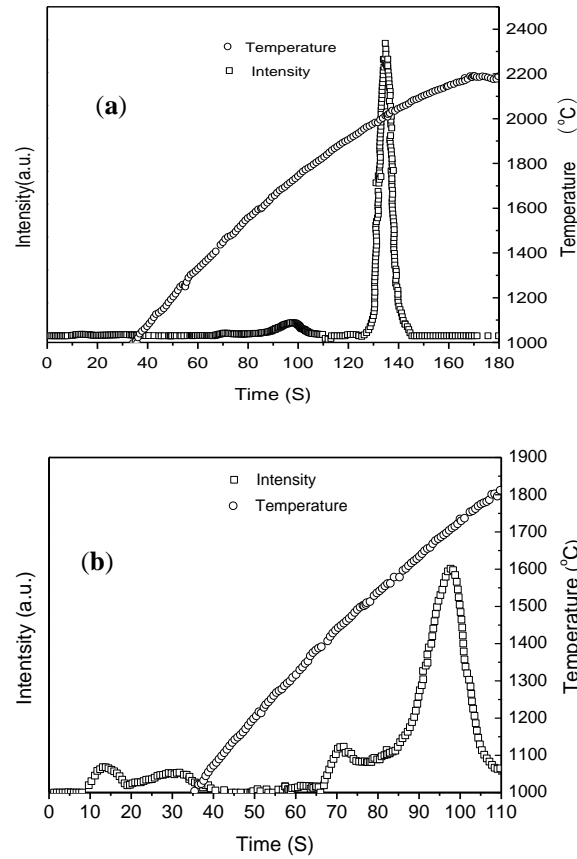 2400
Temperature
Intensity
2200
(a)
2000
1800
1600
1400
1200
1000
Intensity(a.u.)
Temperature (°C)
0 20 40 60 80 100 120 140 160 180
Time (S)
1900
Intensity
Temperature
1800
1700
(b)
1600
1500
1400
1300
1200
1100
1000
Intentsity (a.u.)
Temperature (°C)
0 10 20 30 40 50 60 70 80 90 100 110
Time (S)